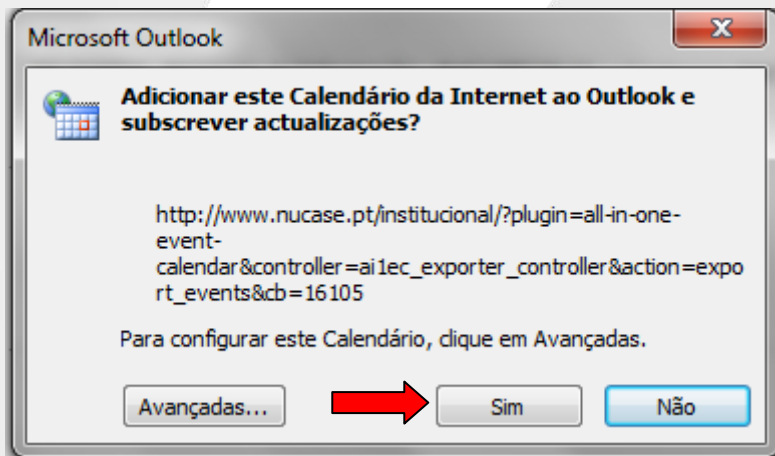 Microsoft Outlook
Adicionar este Calendário da Internet ao Outlook e
subscrever actualizações?
http://www.nucase.pt/institucional/?plugin=all-in-one-
event-
calendar&controller=ai1ec_exporter_controller&action=expo
rt_events&cb=16105
Para configurar este Calendário, clique em Avançadas.
Avançadas... Sim Não